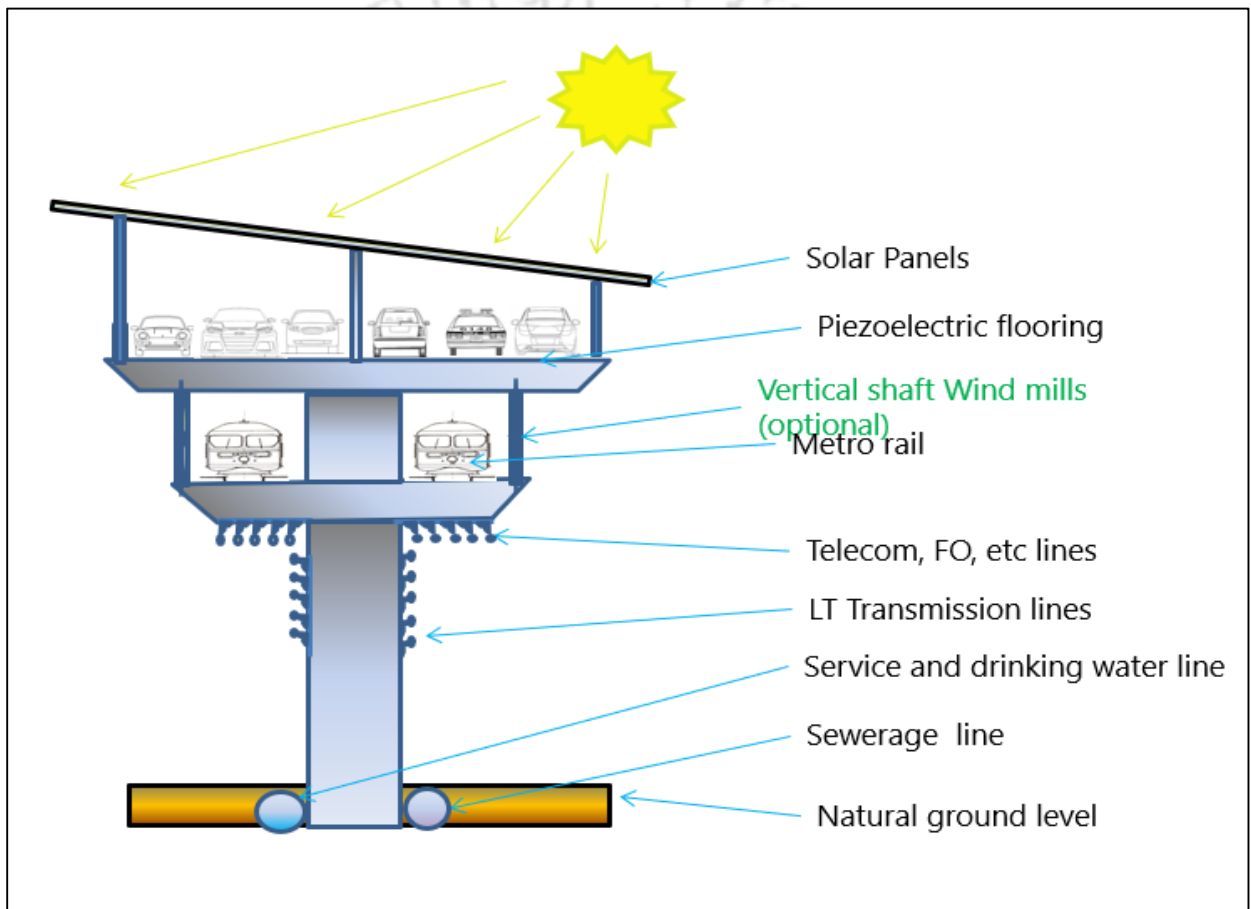 Solar Panels
Piezoelectric flooring
Vertical shaft Wind mills
(optional)
Metro rail
Telecom, FO, etc lines
LT Transmission lines
Service and drinking water line
Sewerage line
Natural ground level